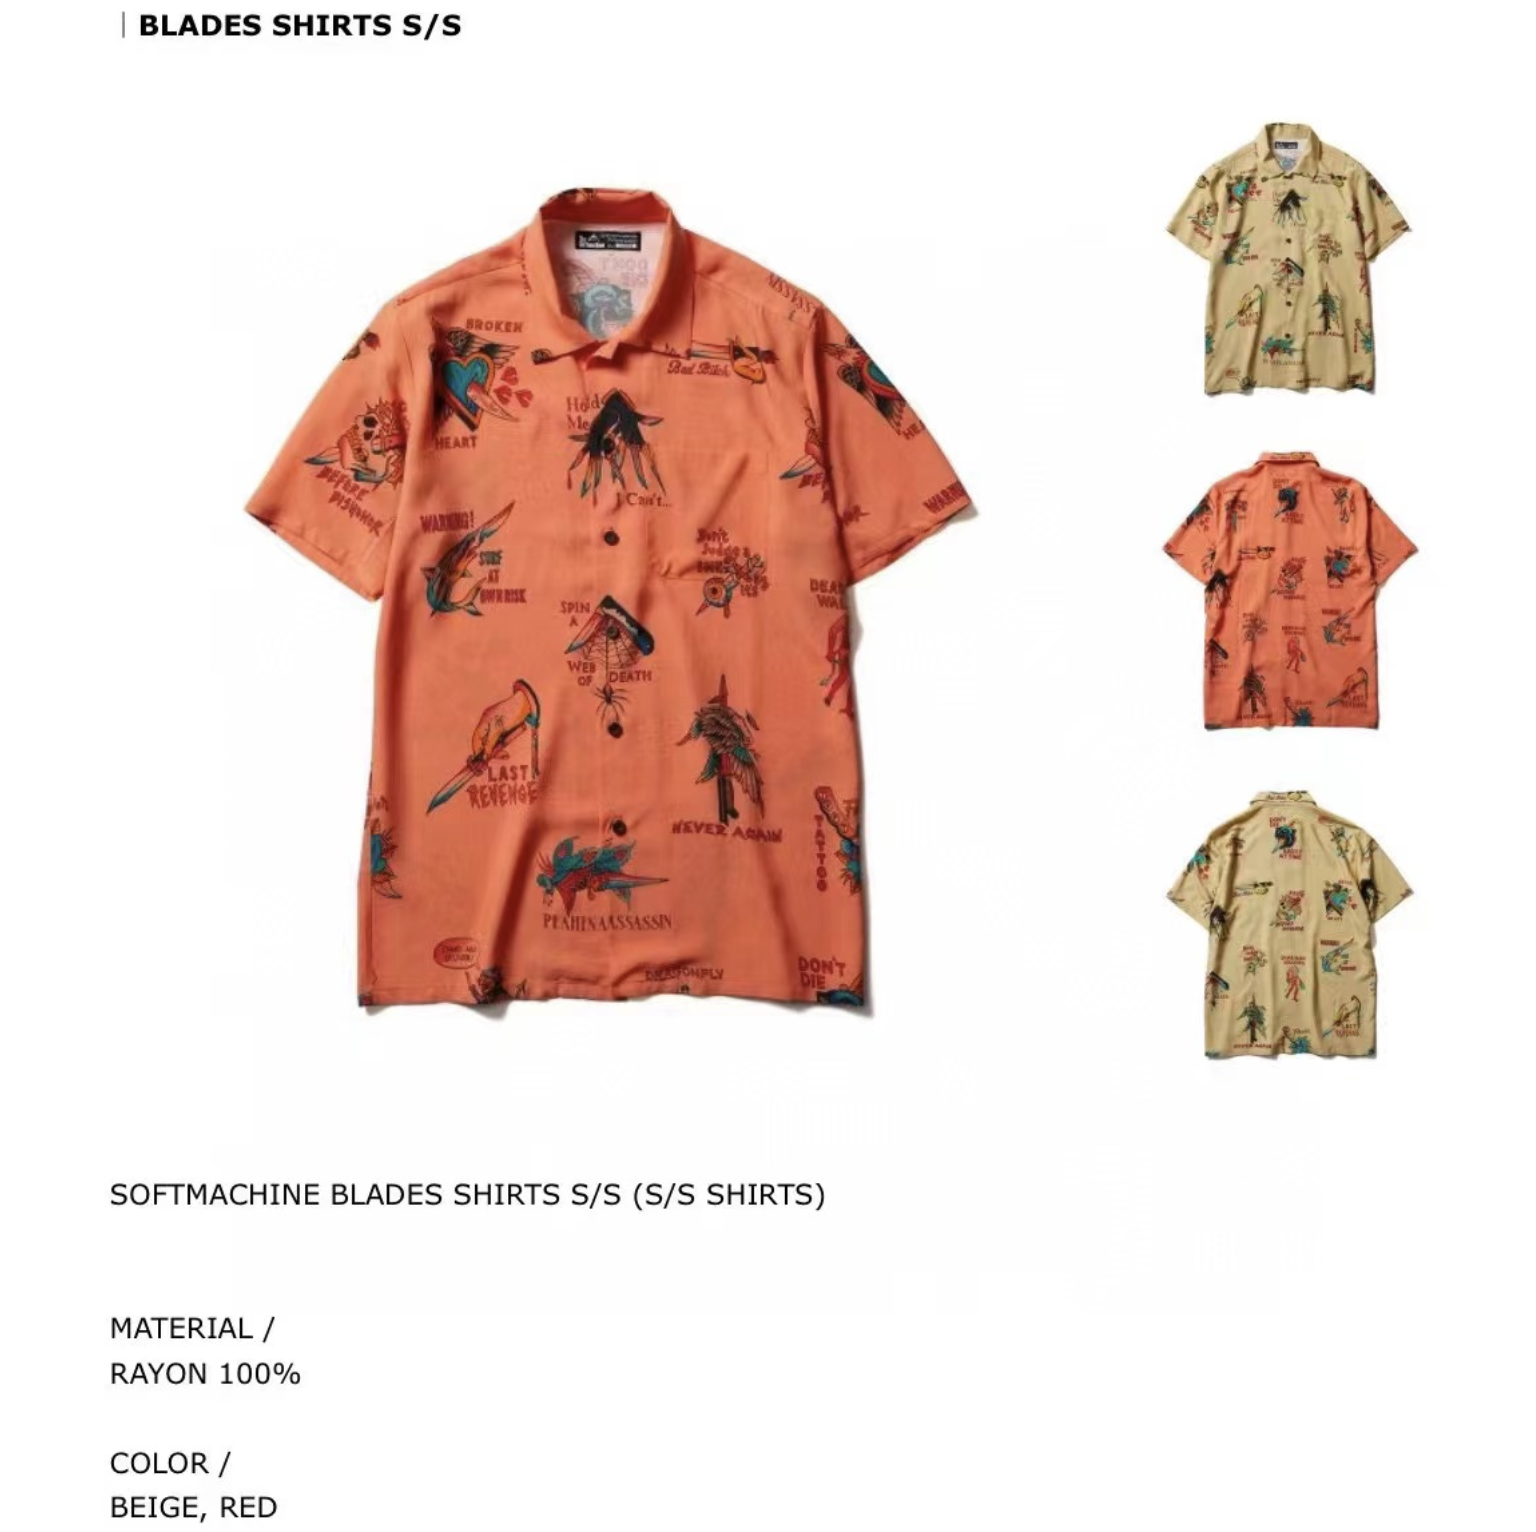 BLADES SHIRTS S/S
BROKEN
HEART
Bad Bitch
Hold
Me
I Can't...
BEFORE
DISHONOR
WARNING!
SURF
AT
OWN RISK
Don't
Judge a
SPIN
A
WEB
OF DEATH
DEAD
LAST
REVENGE
NEVER AGAIN
TATTOO
DRAGONFLY
DON'T
DIE
SOFTMACHINE BLADES SHIRTS S/S (S/S SHIRTS)
MATERIAL /
RAYON 100%
COLOR /
BEIGE, RED